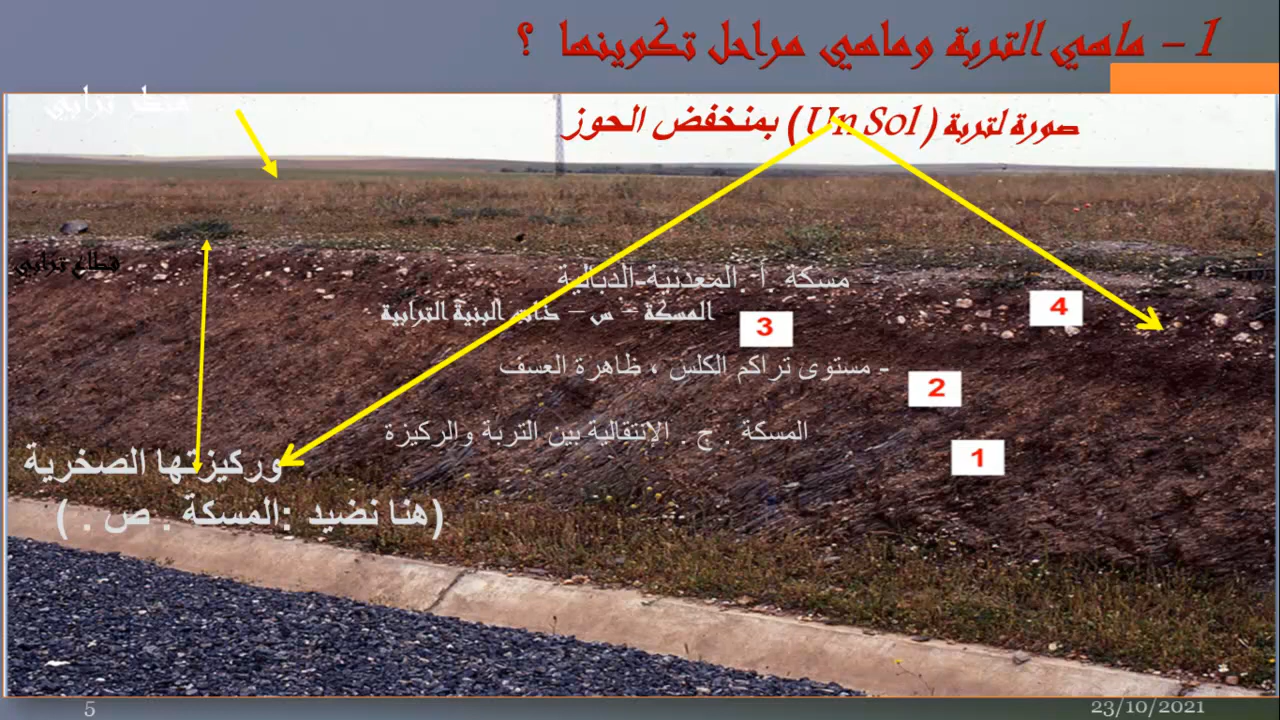 1 - ماهي التربة وماهي مراحل تكوينها ؟
صورة لتربة ( Un Sol ) بمنخفض الحوز
منظر ترابي
قطاع ترابي
مسكة .أ .المعدنية-الدبالية
4
المسكة – س – ذات البنية الترابية
3
- مستوى تراكم الكلس ، ظاهرة العسف
2
المسكة . ج . الإنتقالية بين التربة والركيزة
1
وركيزتها الصخرية
(هنا نضيد :المسكة . ص . )
5
23/10/2021